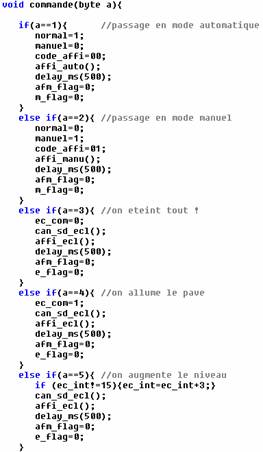 void commande(byte a){
if(a==1){ //passage en mode automatique
normal=1;
manuel=0;
code_affi=00;
affi_auto();
delay_ms(500);
afm_flag=0;
m_flag=0;
}
else if(a==2){ //passage en mode manuel
normal=0;
manuel=1;
code_affi=01;
affi_manu();
delay_ms(500);
afm_flag=0;
m_flag=0;
}
else if(a==3){ //on eteint tout !
ec_com=0;
can_sd_ecl();
affi_ecl();
delay_ms(500);
afm_flag=0;
e_flag=0;
}
else if(a==4){ //on allume le pave
ec_com=1;
can_sd_ecl();
affi_ecl();
delay_ms(500);
afm_flag=0;
e_flag=0;
}
else if(a==5){ //on augmente le niveau
if (ec_int!=15){ec_int=ec_int+3;}
can_sd_ecl();
affi_ecl();
delay_ms(500);
afm_flag=0;
e_flag=0;
}